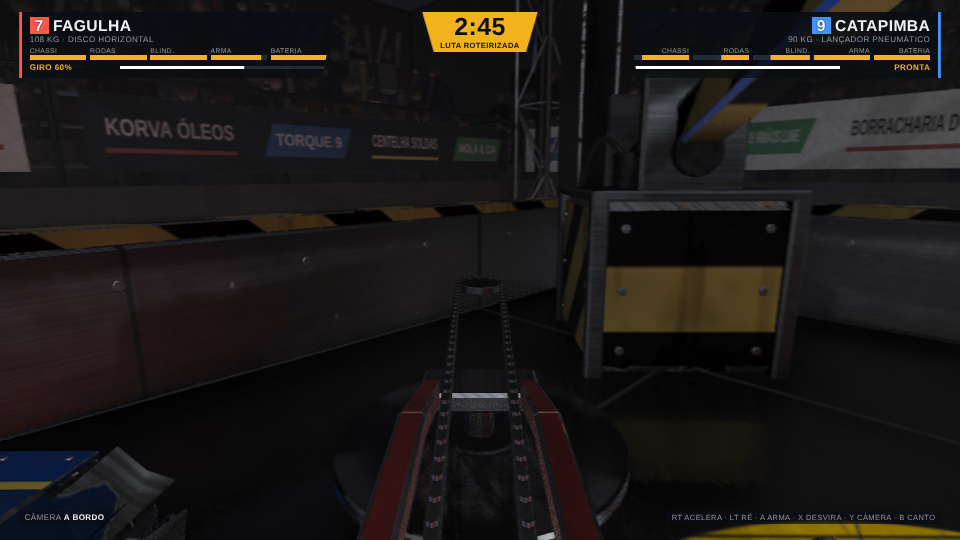 7 FAGULHA
108 KG · DISCO HORIZONTAL
CHASSI RODAS BLIND. ARMA BATERIA
GIRO 60%
2:45
LUTA ROTEIRIZADA
9 CATAPIMBA
90 KG · LANÇADOR PNEUMÁTICO
CHASSI RODAS BLIND. ARMA BATERIA
PRONTA
KORVA ÓLEOS
TORQUE 9
CENTELHA SOLDAS
MOLA & CIA
BORRACHARIA D
CÂMERA A BORDO
RT ACELERA · LT RÉ · A ARMA · X DESVIRA · Y CÂMERA · B CANTO